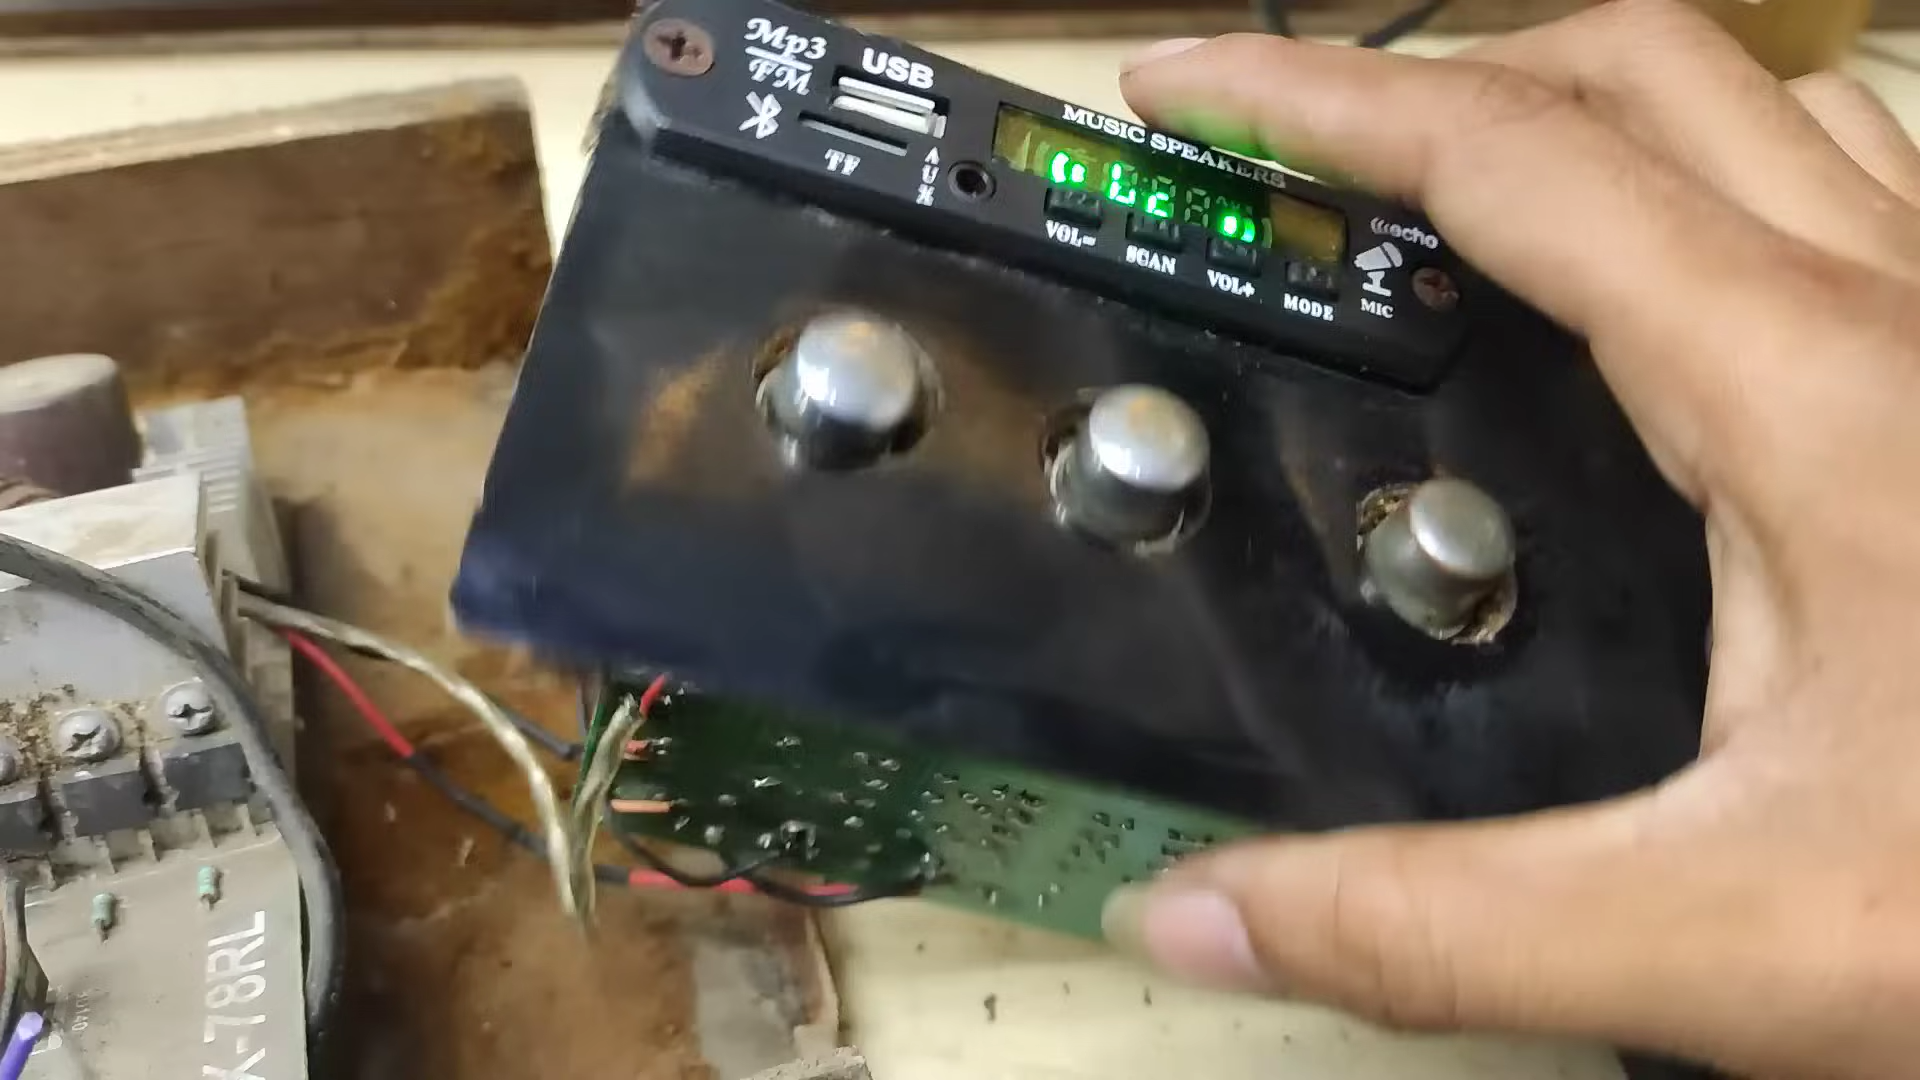 Mp3
FM
USB
TF
AUX
MUSIC SPEAKERS
VOL-
SCAN
VOL+
MODE
echo
MIC
X-78RL